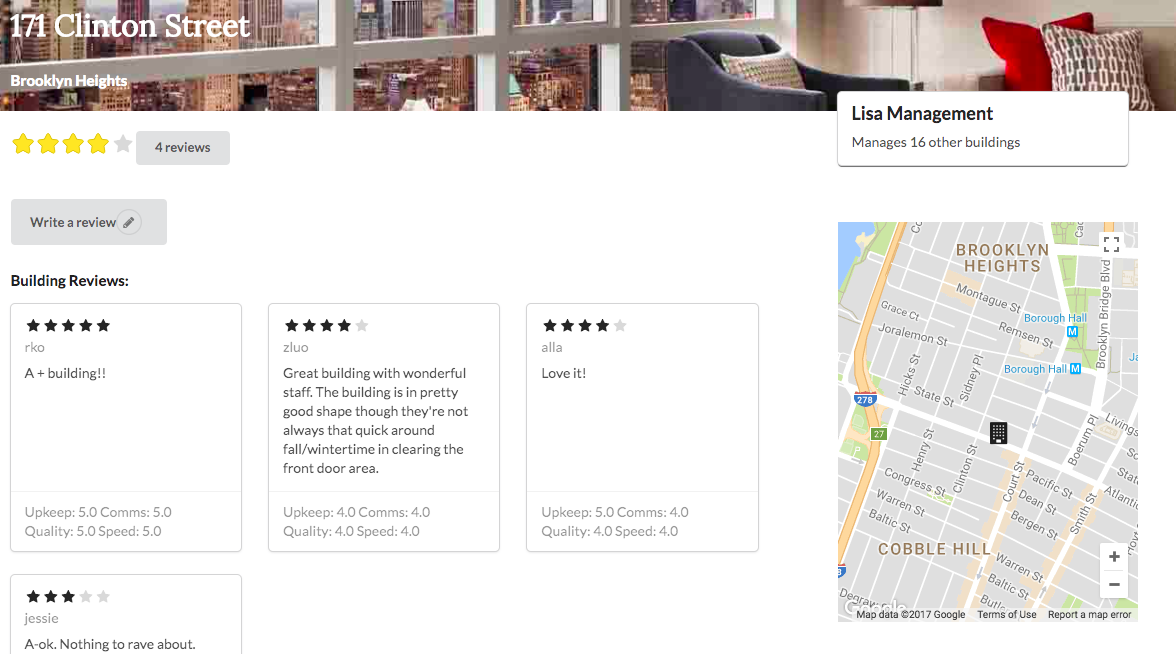 171 Clinton Street
Brooklyn Heights
4 reviews
Lisa Management
Manages 16 other buildings
Write a review
Building Reviews:
rko
A + building!!
Upkeep: 5.0 Comms: 5.0
Quality: 5.0 Speed: 5.0
zluo
Great building with wonderful
staff. The building is in pretty
good shape though they're not
always that quick around
fall/wintertime in clearing the
front door area.
Upkeep: 4.0 Comms: 4.0
Quality: 4.0 Speed: 4.0
alla
Love it!
Upkeep: 5.0 Comms: 4.0
Quality: 4.0 Speed: 4.0
jessie
A-ok. Nothing to rave about.
BROOKLYN
HEIGHTS
Montague St
Grace Ct
Joralemon St
Remsen St
Borough Hall
M
Borough Hall M
Brooklyn Bridge Blvd
Hicks St
Sidney Pl
State St
278
27
Henry St
Clinton St
Court St
Boerum Pl
Congress St
Pacific St
Warren St
Dean St
Smith St
Baltic St
Bergen St
COBBLE HILL
Warren St
Baltic St
+
−
Google
Map data ©2017 Google
Terms of Use
Report a map error